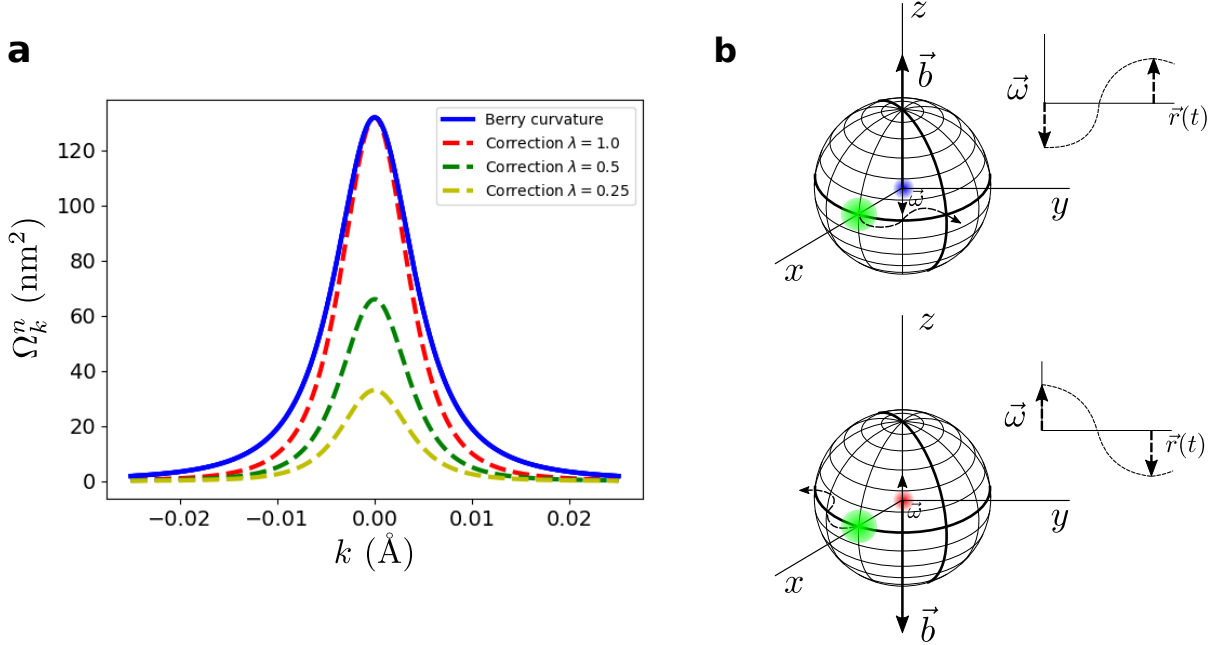 a
Ω_k^n (nm²)
120
100
80
60
40
20
0
−0.02
−0.01
0.00
0.01
0.02
k (Å)
Berry curvature
Correction λ = 1.0
Correction λ = 0.5
Correction λ = 0.25
b
z
b⃗
ω⃗
y
x
ω⃗
r⃗(t)
z
ω⃗
y
x
b⃗
ω⃗
r⃗(t)